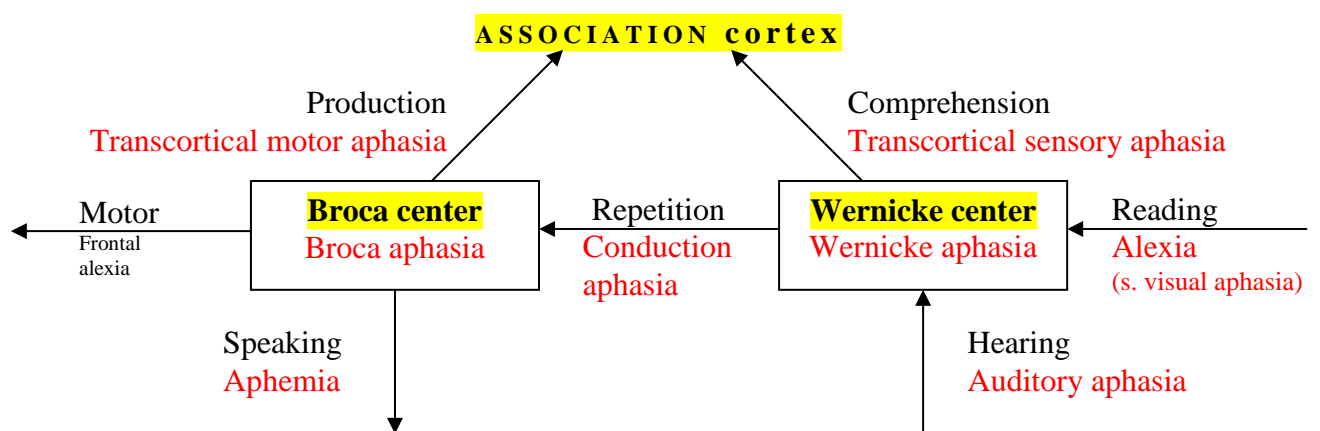 ASSOCIATION cortex
Production
Transcortical motor aphasia
Comprehension
Transcortical sensory aphasia
Motor
Frontal
alexia
Broca center
Broca aphasia
Repetition
Conduction
aphasia
Wernicke center
Wernicke aphasia
Reading
Alexia
(s. visual aphasia)
Speaking
Aphemia
Hearing
Auditory aphasia